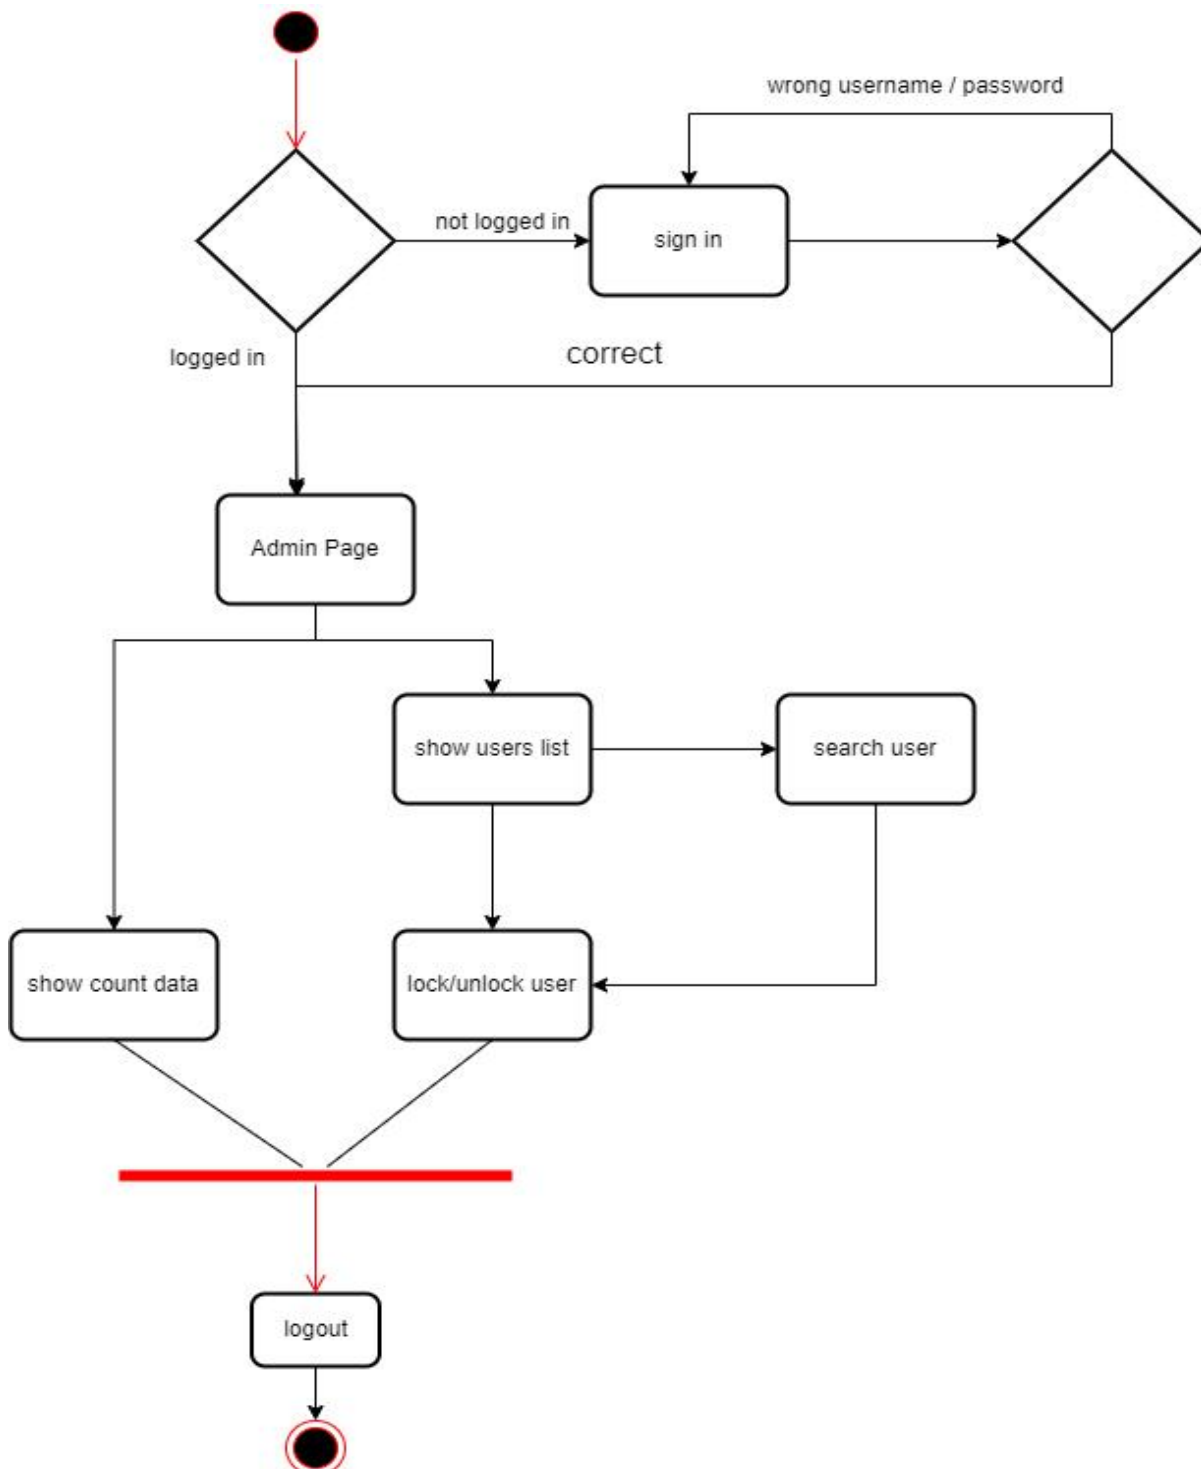 wrong username / password
not logged in
sign in
logged in
correct
Admin Page
show users list
search user
show count data
lock/unlock user
logout